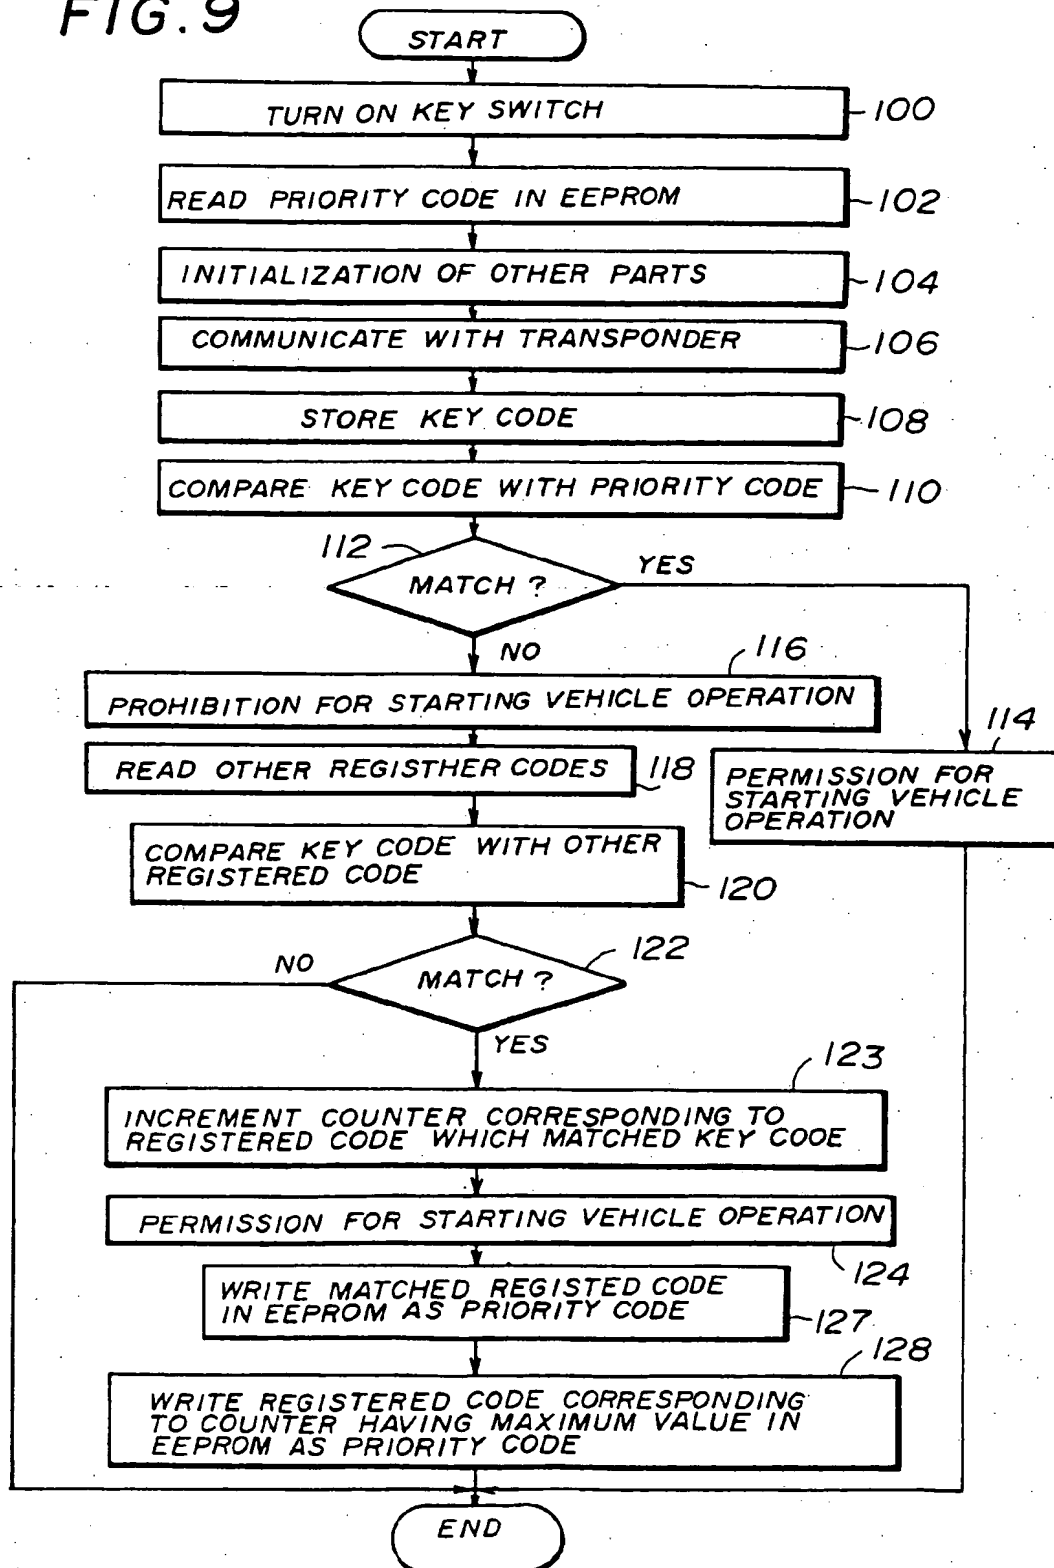 FIG. 9
START
TURN ON KEY SWITCH
100
READ PRIORITY CODE IN EEPROM
102
INITIALIZATION OF OTHER PARTS
104
COMMUNICATE WITH TRANSPONDER
106
STORE KEY CODE
108
COMPARE KEY CODE WITH PRIORITY CODE
110
112
MATCH ?
YES
NO
116
PROHIBITION FOR STARTING VEHICLE OPERATION
READ OTHER REGISTHER CODES
118
114
PERMISSION FOR
STARTING VEHICLE
OPERATION
COMPARE KEY CODE WITH OTHER
REGISTERED CODE
120
122
NO
MATCH ?
YES
123
INCREMENT COUNTER CORRESPONDING TO
REGISTERED CODE WHICH MATCHED KEY COOE
PERMISSION FOR STARTING VEHICLE OPERATION
124
WRITE MATCHED REGISTED CODE
IN EEPROM AS PRIORITY CODE
127
128
WRITE REGISTERED CODE CORRESPONDING
TO COUNTER HAVING MAXIMUM VALUE IN
EEPROM AS PRIORITY CODE
END